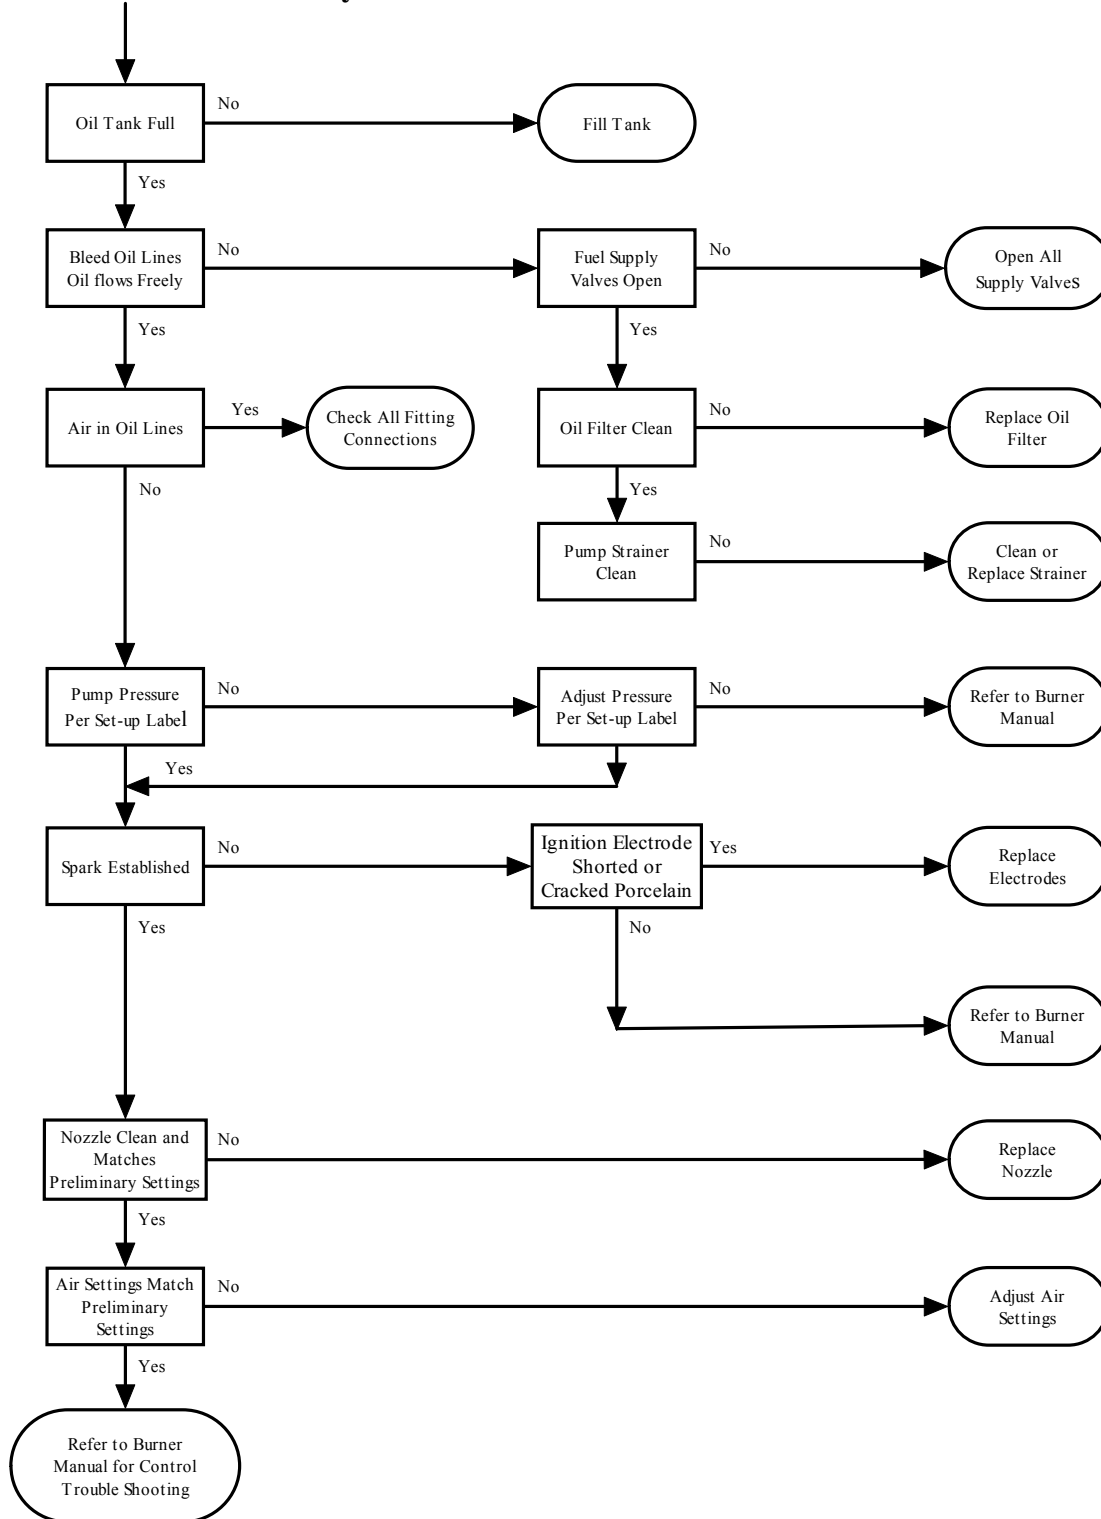 No
Oil Tank Full
Fill Tank
Yes
Bleed Oil Lines
Oil flows Freely
No
Fuel Supply
Valves Open
No
Open All
Supply Valves
Yes
Yes
Air in Oil Lines
Yes
Check All Fitting
Connections
Oil Filter Clean
No
Replace Oil
Filter
No
Yes
Pump Strainer
Clean
No
Clean or
Replace Strainer
Pump Pressure
Per Set-up Label
No
Adjust Pressure
Per Set-up Label
No
Refer to Burner
Manual
Yes
Spark Established
No
Ignition Electrode
Shorted or
Cracked Porcelain
Yes
Replace
Electrodes
Yes
No
Refer to Burner
Manual
Nozzle Clean and
Matches
Preliminary Settings
No
Replace
Nozzle
Yes
Air Settings Match
Preliminary
Settings
No
Adjust Air
Settings
Yes
Refer to Burner
Manual for Control
Trouble Shooting